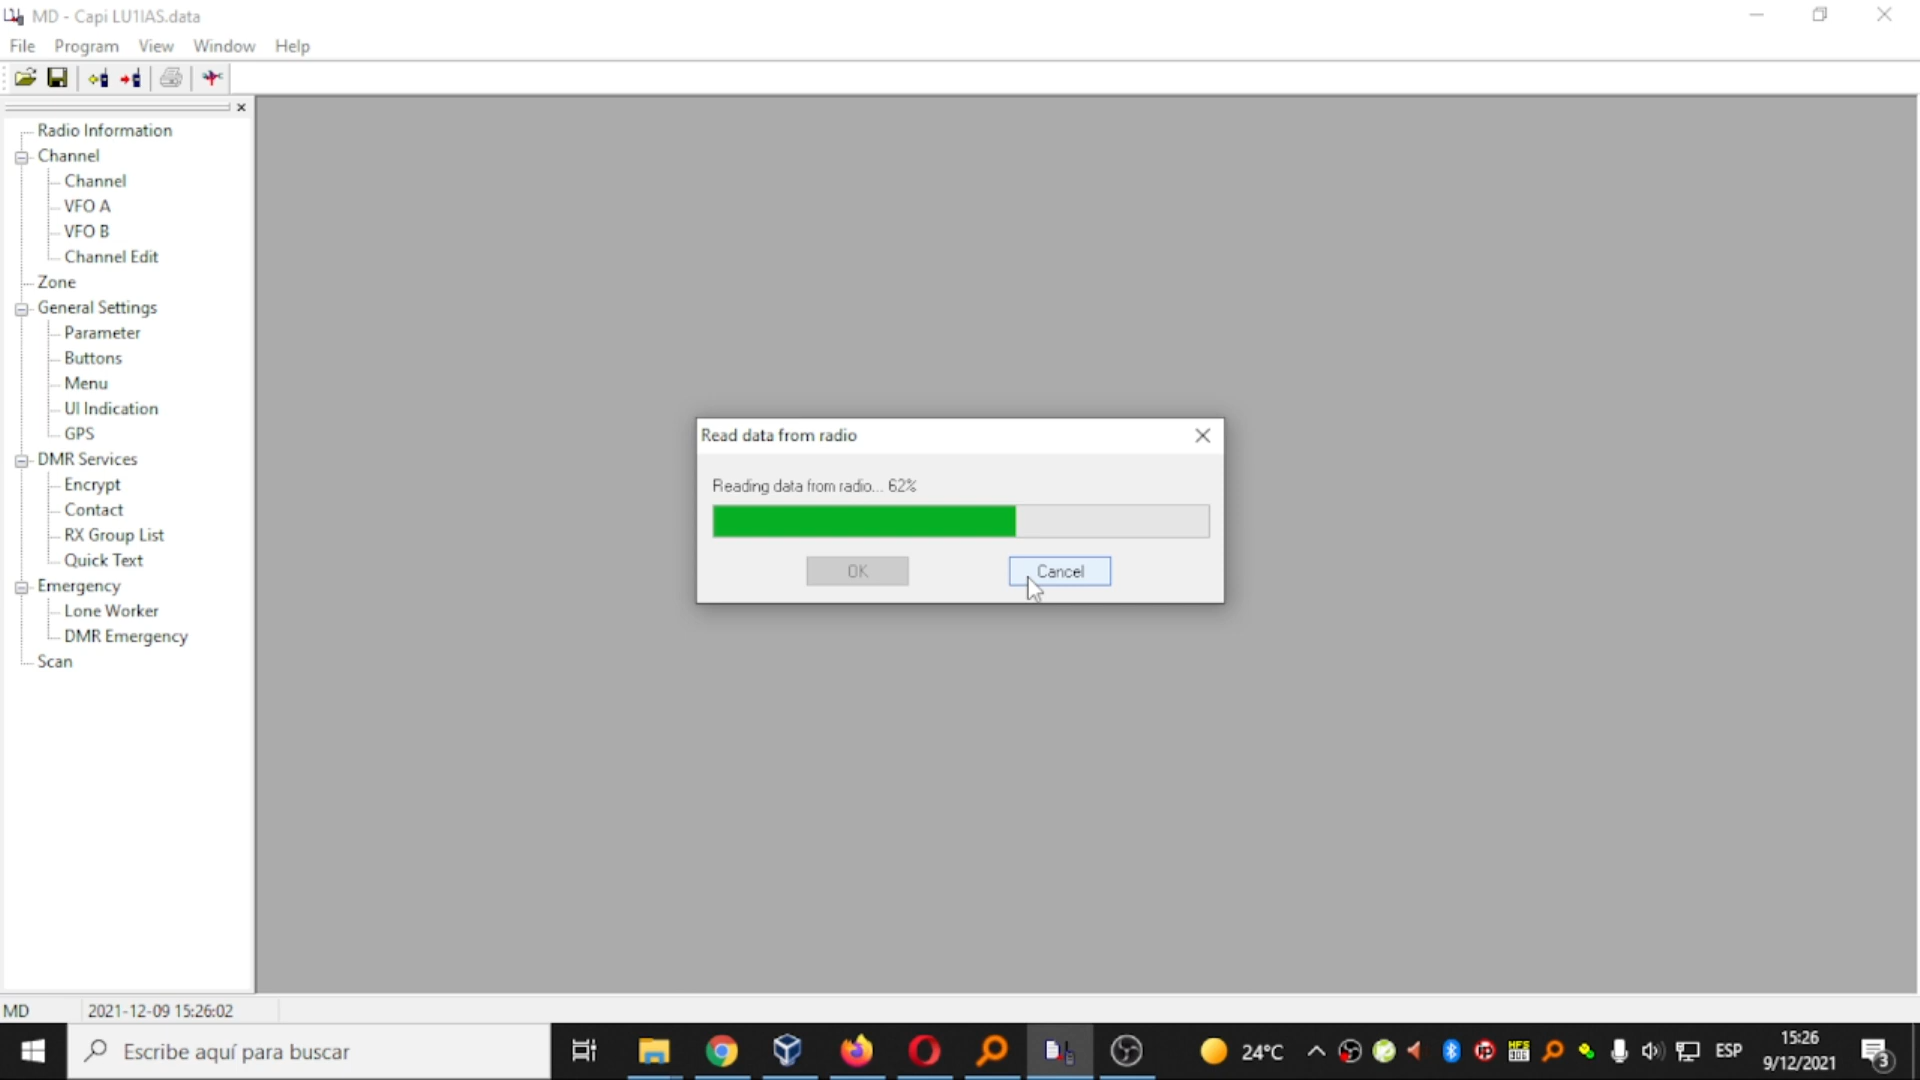 MD - Capi LU1IAS.data
File Program View Window Help
Radio Information
Channel
Channel
VFO A
VFO B
Channel Edit
Zone
General Settings
Parameter
Buttons
Menu
UI Indication
GPS
DMR Services
Encrypt
Contact
RX Group List
Quick Text
Emergency
Lone Worker
DMR Emergency
Scan
Read data from radio
Reading data from radio... 62%
OK Cancel
MD 2021-12-09 15:26:02
Escribe aquí para buscar
24°C
ESP
15:26
9/12/2021
3